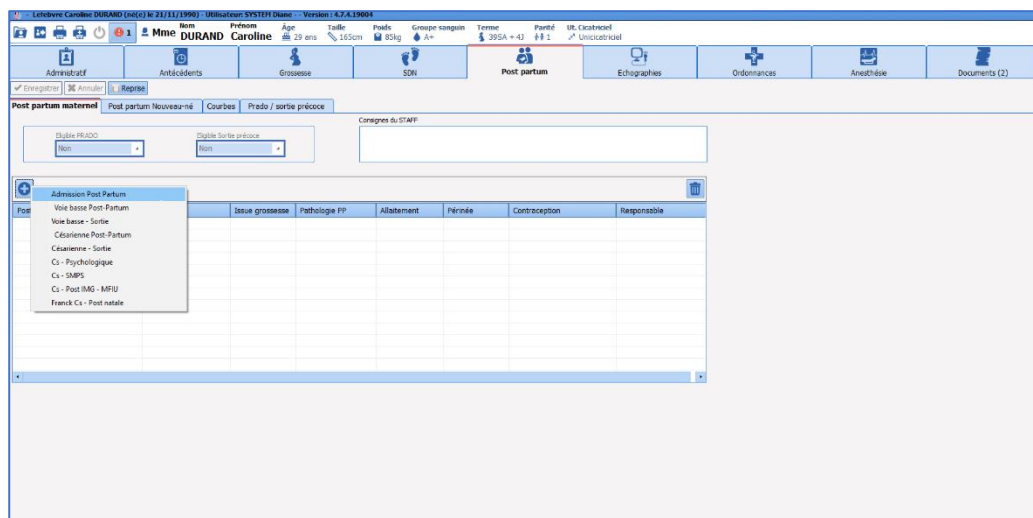 Lefebvre Caroline DURAND (né(e) le 21/11/1990) - Utilisateur: SYSTEM Diane - - Version : 4.7.4.19004
1 Mme Nom DURAND Prénom Caroline Âge 29 ans Taille 165cm Poids 85kg Groupe sanguin A+ Terme 39SA + 4J Parité 1 Ut. Cicatriciel Unicicatriciel
Administratif Antécédents Grossesse SDN Post partum Echographies Ordonnances Anesthésie Documents (2)
Enregistrer Annuler Reprise
Post partum maternel Post partum Nouveau-né Courbes Prado / sortie précoce
Consignes du STAFF
Eligible PRADO Eligible Sortie précoce
Non Non
Admission Post Partum
Voie basse Post-Partum
Post Issue grossesse Pathologie PP Allaitement Périnée Contraception Responsable
Voie basse - Sortie
Césarienne Post-Partum
Césarienne - Sortie
Cs - Psychologique
Cs - SMPS
Cs - Post IMG - MFIU
Franck Cs - Post natale